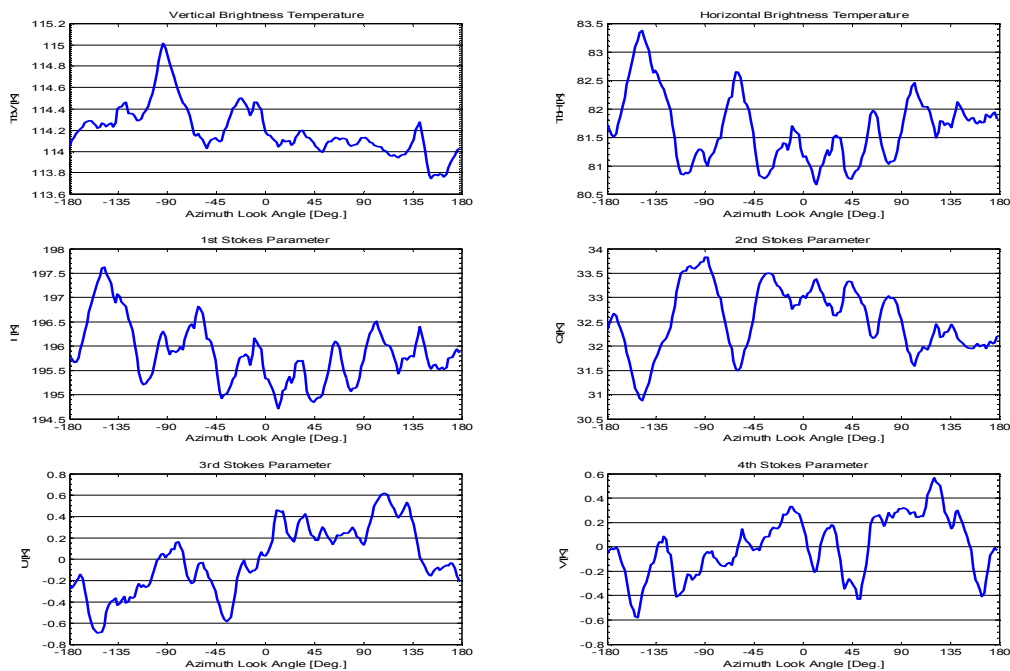 Vertical Brightness Temperature
115.2
115
114.8
114.6
114.4
114.2
114
113.8
113.6
TBV[K]
-180 -135 -90 -45 0 45 90 135 180
Azimuth Look Angle [Deg.]
Horizontal Brightness Temperature
83.5
83
82.5
82
81.5
81
80.5
TBH[K]
-180 -135 -90 -45 0 45 90 135 180
Azimuth Look Angle [Deg.]
1st Stokes Parameter
198
197.5
197
196.5
196
195.5
195
194.5
I [K]
-180 -135 -90 -45 0 45 90 135 180
Azimuth Look Angle [Deg.]
2nd Stokes Parameter
34
33.5
33
32.5
32
31.5
31
30.5
Q[K]
-180 -135 -90 -45 0 45 90 135 180
Azimuth Look Angle [Deg.]
3rd Stokes Parameter
0.8
0.6
0.4
0.2
0
-0.2
-0.4
-0.6
-0.8
U[K]
-180 -135 -90 -45 0 45 90 135 180
Azimuth Look Angle [Deg.]
4th Stokes Parameter
0.6
0.4
0.2
0
-0.2
-0.4
-0.6
-0.8
V[K]
-180 -135 -90 -45 0 45 90 135 180
Azimuth Look Angle [Deg.]